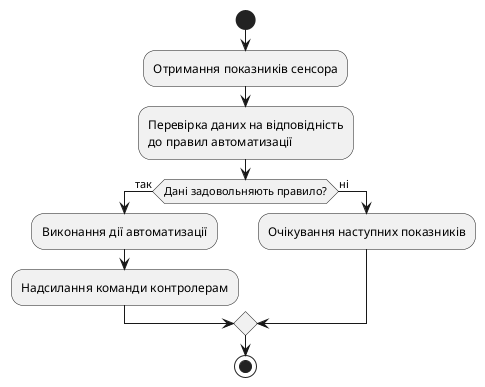 Отримання показників сенсора
Перевірка даних на відповідність
до правил автоматизації
Дані задовольняють правило?
так
ні
Виконання дії автоматизації
Очікування наступних показників
Надсилання команди контролерам